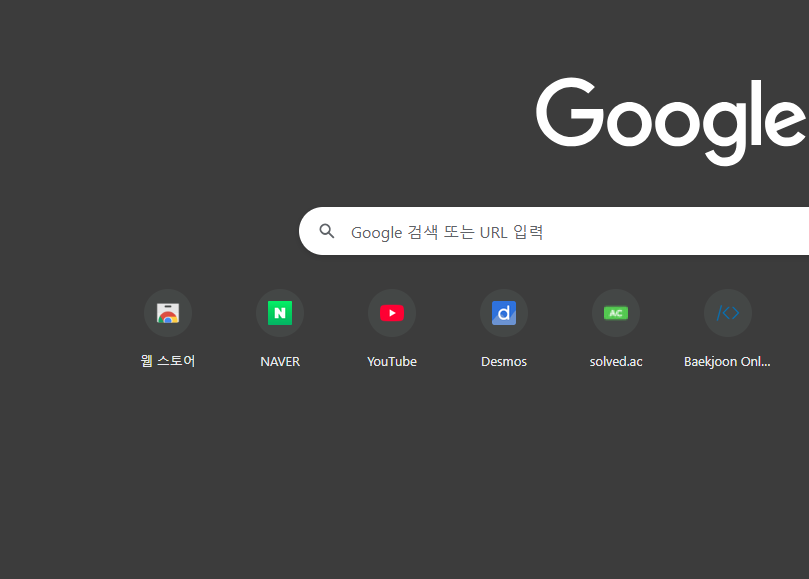 Google
Google 검색 또는 URL 입력
N
d
AC
웹 스토어
NAVER
YouTube
Desmos
solved.ac
Baekjoon Onl...